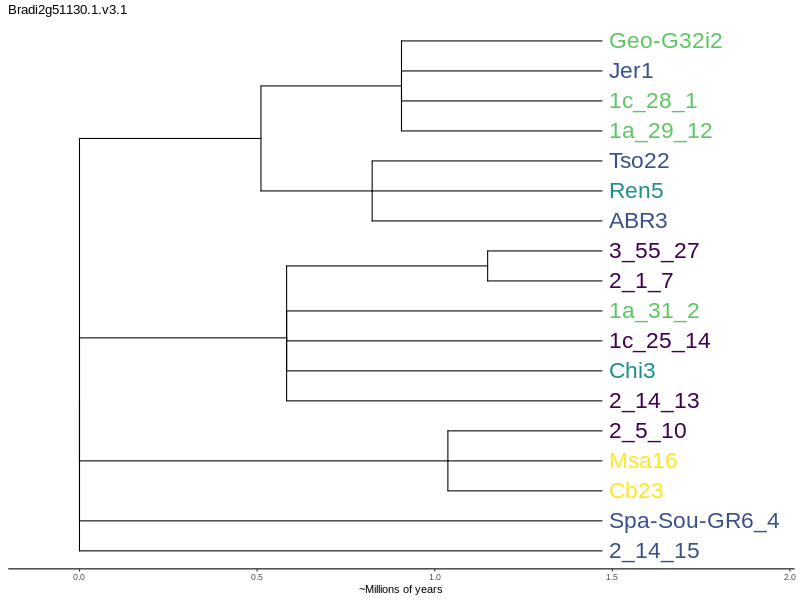 Bradi2g51130.1.v3.1
Geo-G32i2
Jer1
1c_28_1
1a_29_12
Tso22
Ren5
ABR3
3_55_27
2_1_7
1a_31_2
1c_25_14
Chi3
2_14_13
2_5_10
Msa16
Cb23
Spa-Sou-GR6_4
2_14_15
0.0 0.5 1.0 1.5 2.0
~Millions of years